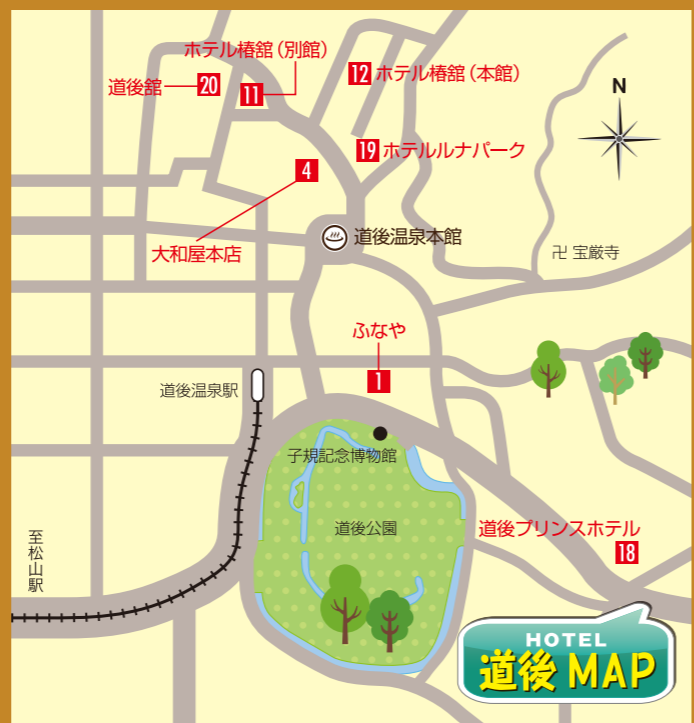 ホテル椿舘（別館）
道後舘
20
11
12
ホテル椿舘（本館）
N
19
ホテルルナパーク
4
大和屋本店
道後温泉本館
卍 宝厳寺
ふなや
1
道後温泉駅
子規記念博物館
道後公園
道後プリンスホテル
18
至松山駅
HOTEL
道後 MAP